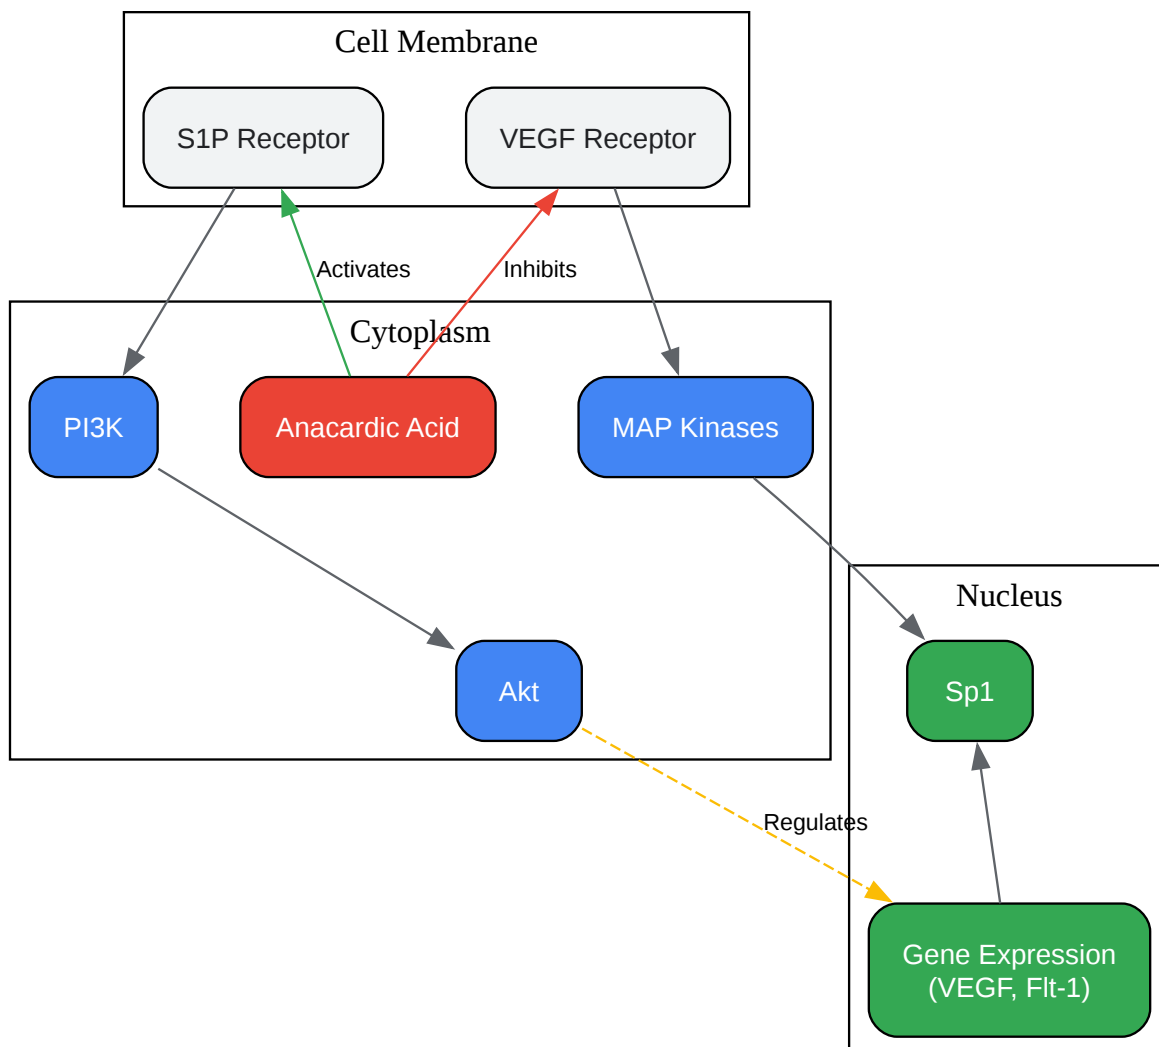 Cell Membrane
S1P Receptor
VEGF Receptor
Activates
Inhibits
Cytoplasm
PI3K
Anacardic Acid
MAP Kinases
Nucleus
Akt
Sp1
Regulates
Gene Expression
(VEGF, Flt-1)